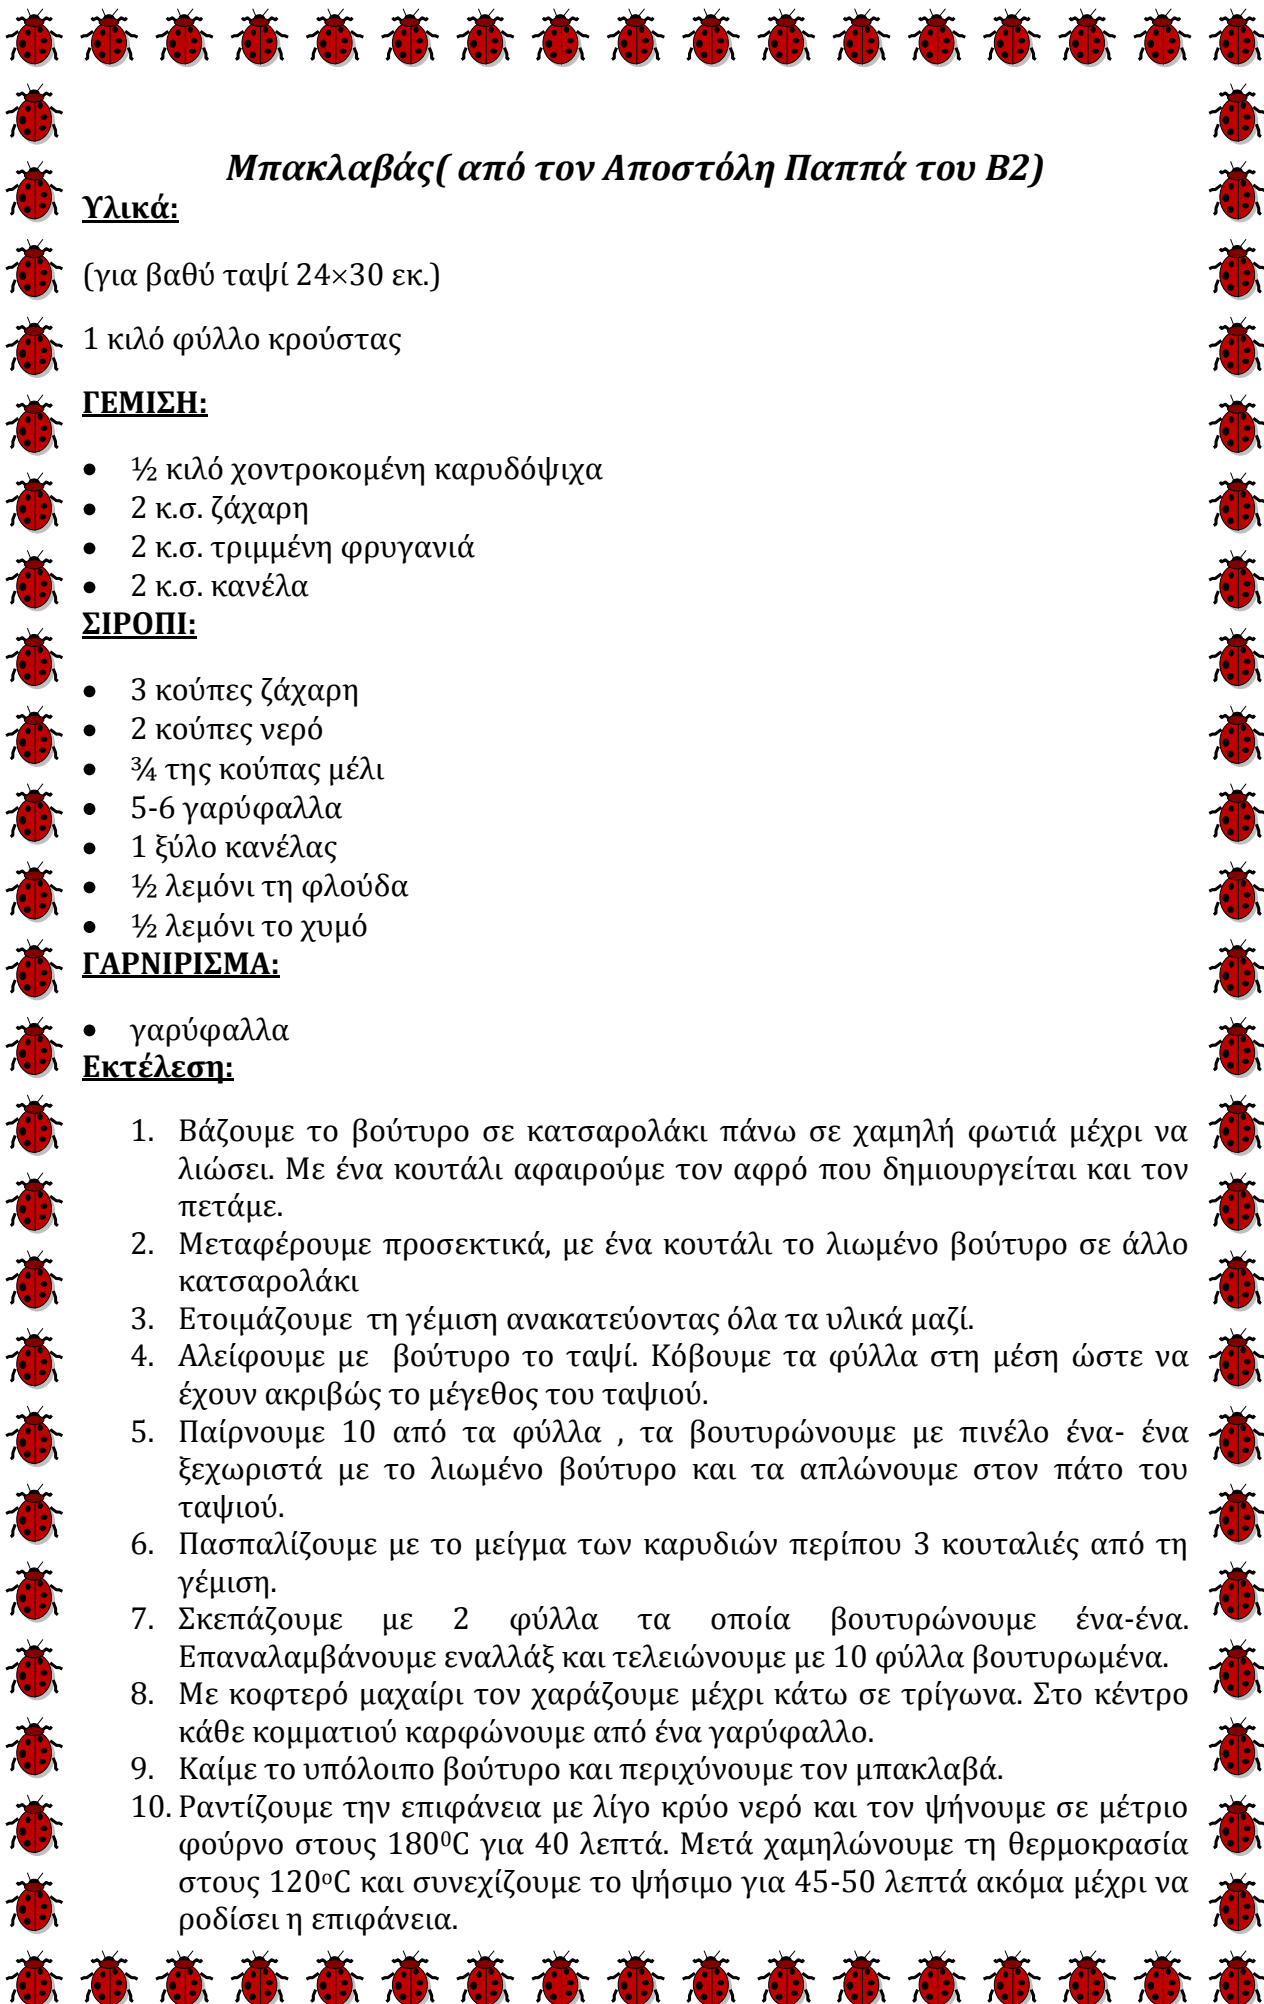 Μπακλαβάς( από τον Αποστόλη Παππά του Β2)
Υλικά:
(για βαθύ ταψί 24×30 εκ.)
1 κιλό φύλλο κρούστας
ΓΕΜΙΣΗ:
• ½ κιλό χοντροκομένη καρυδόψιχα
• 2 κ.σ. ζάχαρη
• 2 κ.σ. τριμμένη φρυγανιά
• 2 κ.σ. κανέλα
ΣΙΡΟΠΙ:
• 3 κούπες ζάχαρη
• 2 κούπες νερό
• ¾ της κούπας μέλι
• 5-6 γαρύφαλλα
• 1 ξύλο κανέλας
• ½ λεμόνι τη φλούδα
• ½ λεμόνι το χυμό
ΓΑΡΝΙΡΙΣΜΑ:
• γαρύφαλλα
Εκτέλεση:
1. Βάζουμε το βούτυρο σε κατσαρολάκι πάνω σε χαμηλή φωτιά μέχρι να
λιώσει. Με ένα κουτάλι αφαιρούμε τον αφρό που δημιουργείται και τον
πετάμε.
2. Μεταφέρουμε προσεκτικά, με ένα κουτάλι το λιωμένο βούτυρο σε άλλο
κατσαρολάκι
3. Ετοιμάζουμε τη γέμιση ανακατεύοντας όλα τα υλικά μαζί.
4. Αλείφουμε με βούτυρο το ταψί. Κόβουμε τα φύλλα στη μέση ώστε να
έχουν ακριβώς το μέγεθος του ταψιού.
5. Παίρνουμε 10 από τα φύλλα , τα βουτυρώνουμε με πινέλο ένα- ένα
ξεχωριστά με το λιωμένο βούτυρο και τα απλώνουμε στον πάτο του
ταψιού.
6. Πασπαλίζουμε με το μείγμα των καρυδιών περίπου 3 κουταλιές από τη
γέμιση.
7. Σκεπάζουμε με 2 φύλλα τα οποία βουτυρώνουμε ένα-ένα.
Επαναλαμβάνουμε εναλλάξ και τελειώνουμε με 10 φύλλα βουτυρωμένα.
8. Με κοφτερό μαχαίρι τον χαράζουμε μέχρι κάτω σε τρίγωνα. Στο κέντρο
κάθε κομματιού καρφώνουμε από ένα γαρύφαλλο.
9. Καίμε το υπόλοιπο βούτυρο και περιχύνουμε τον μπακλαβά.
10. Ραντίζουμε την επιφάνεια με λίγο κρύο νερό και τον ψήνουμε σε μέτριο
φούρνο στους 180⁰C για 40 λεπτά. Μετά χαμηλώνουμε τη θερμοκρασία
στους 120ᵒC και συνεχίζουμε το ψήσιμο για 45-50 λεπτά ακόμα μέχρι να
ροδίσει η επιφάνεια.